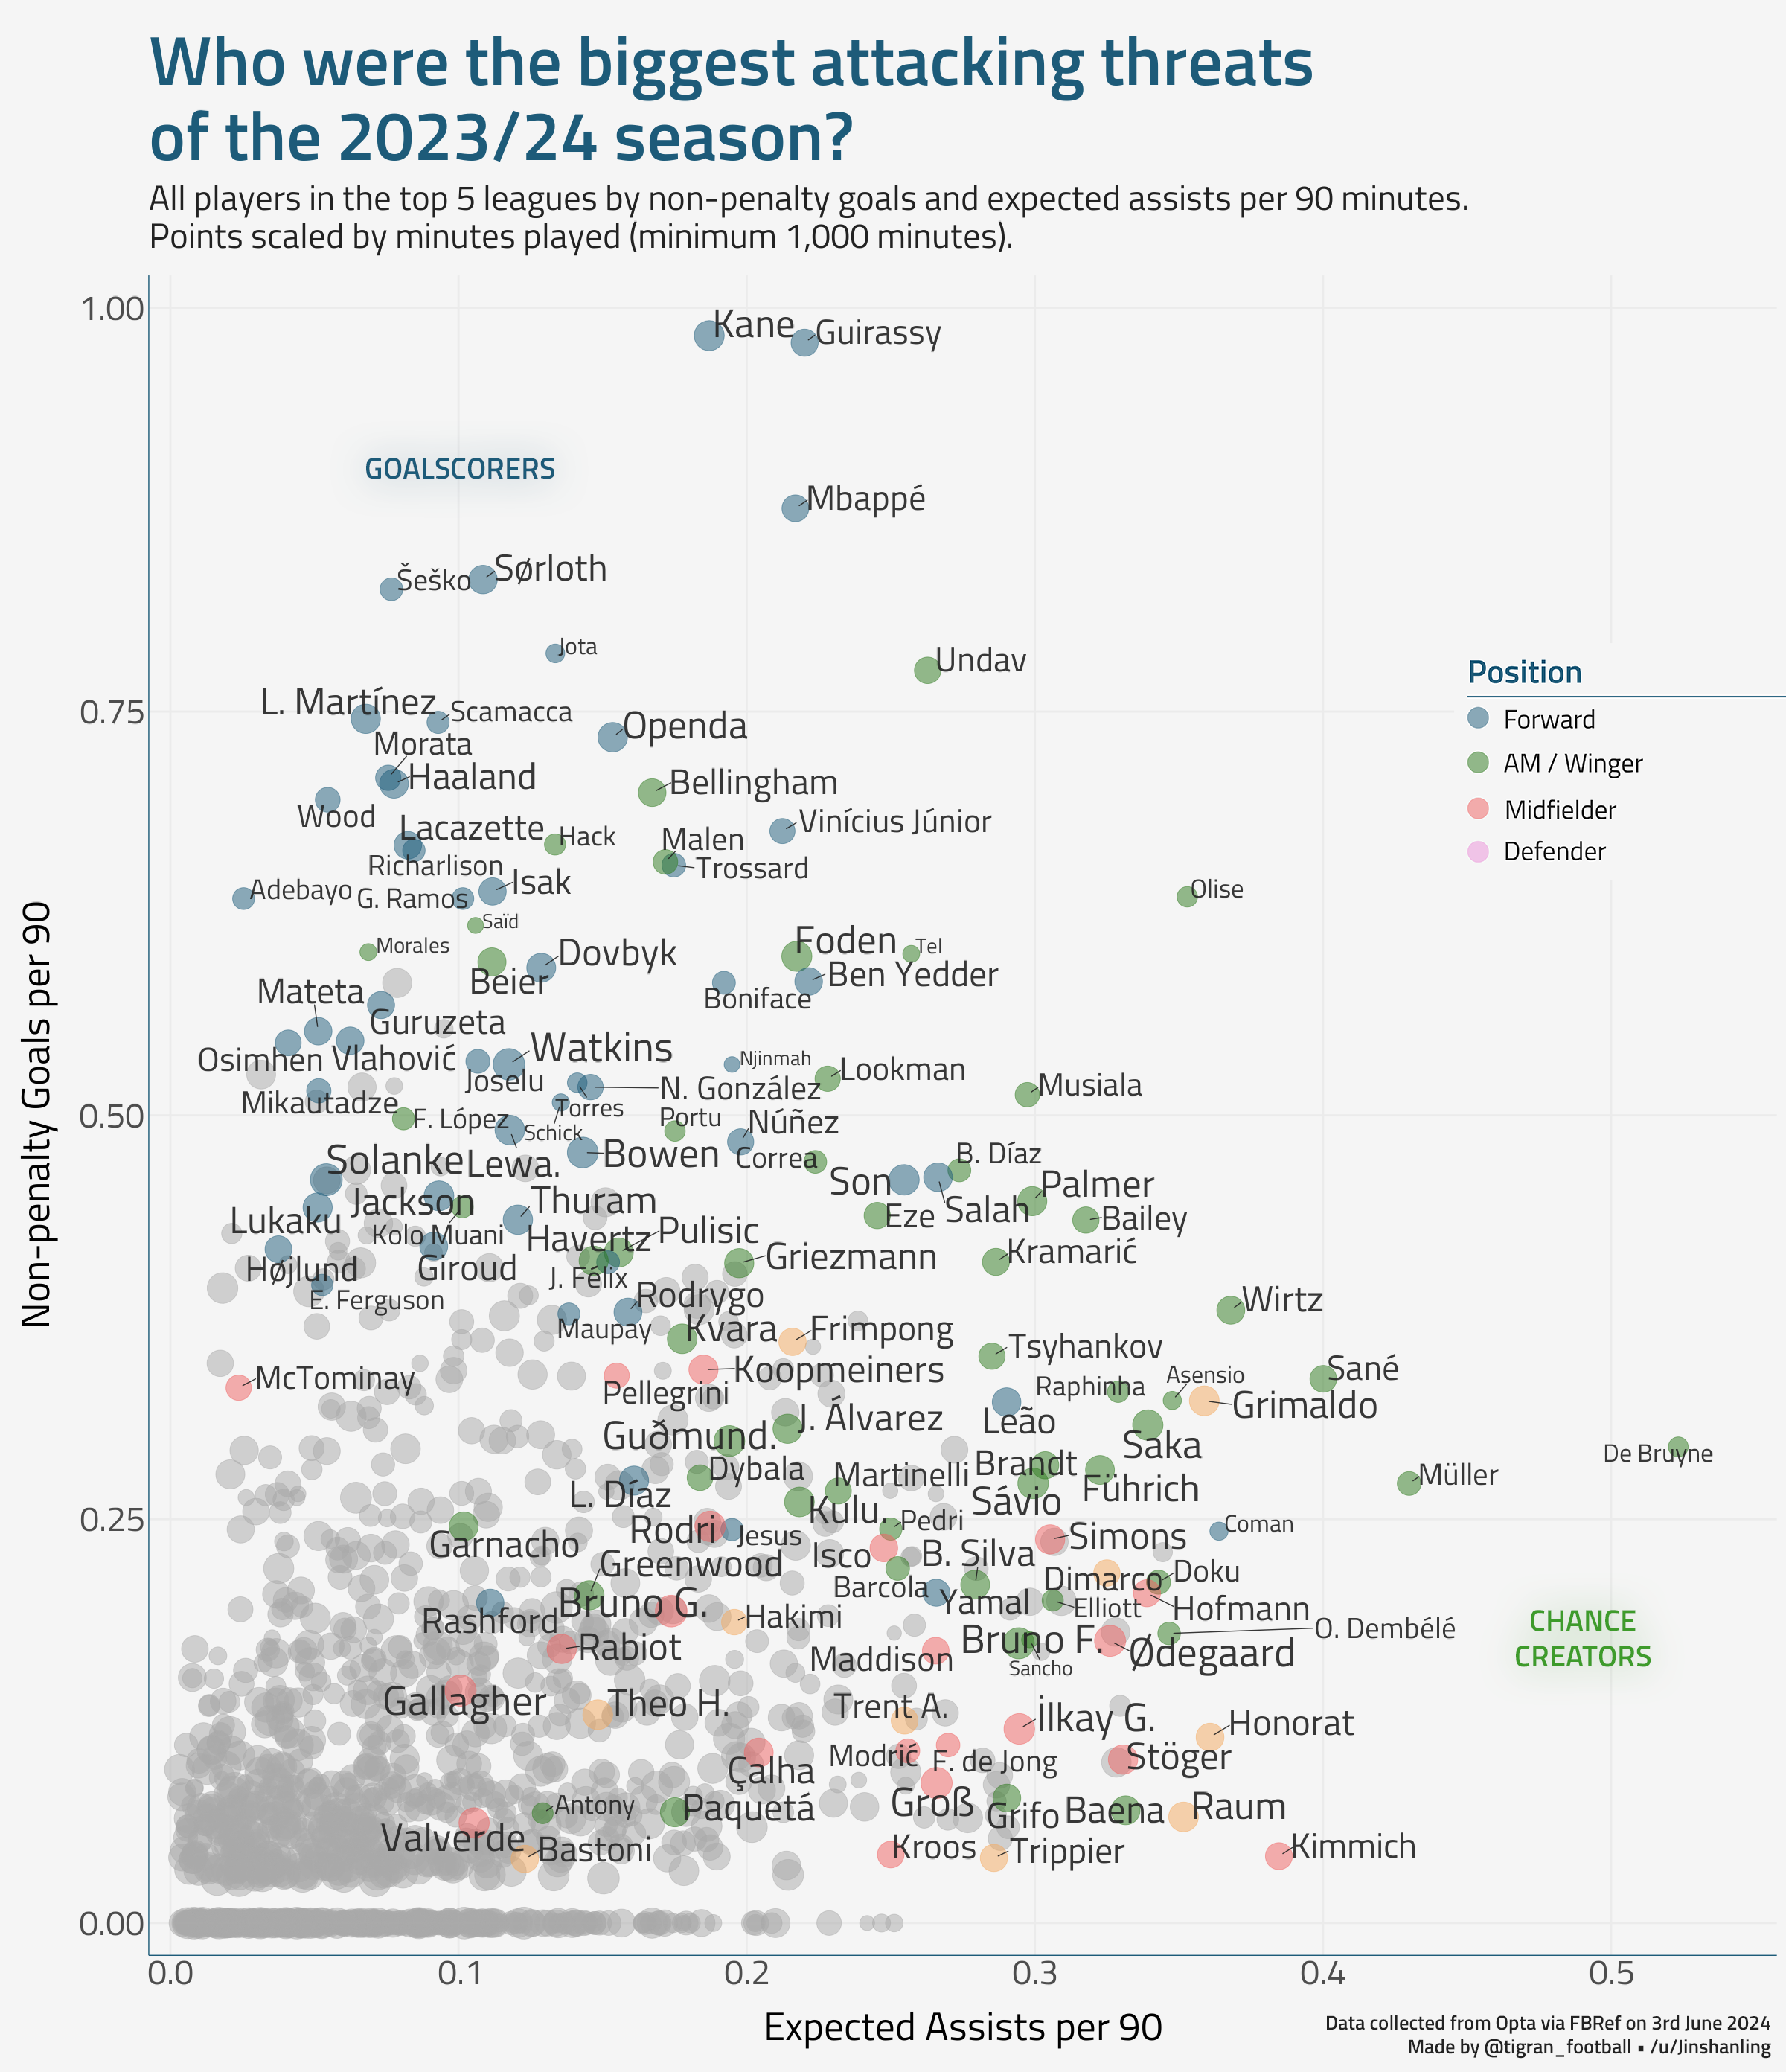 Who were the biggest attacking threats
of the 2023/24 season?
All players in the top 5 leagues by non-penalty goals and expected assists per 90 minutes.
Points scaled by minutes played (minimum 1,000 minutes).
1.00
Kane
Guirassy
GOALSCORERS
Mbappé
Šeško
Sørloth
Jota
Undav
Position
Forward
AM / Winger
Midfielder
Defender
0.75
L. Martínez
Scamacca
Openda
Morata
Haaland
Bellingham
Wood
Vinícius Júnior
Lacazette
Hack
Malen
Richarlison
Trossard
Isak
Adebayo
G. Ramos
Olise
Saïd
Morales
Foden
Tel
Dovbyk
Beier
Ben Yedder
Boniface
Mateta
Guruzeta
Osimhen
Vlahović
Watkins
Joselu
Njinmah
Lookman
N. González
Musiala
Mikautadze
Torres
0.50
F. López
Schick
Portu
Núñez
Solanke
Lewa.
Bowen
Correa
B. Díaz
Son
Salah
Palmer
Jackson
Thuram
Lukaku
Kolo Muani
Eze
Bailey
Havertz
Pulisic
Griezmann
Kramarić
Højlund
Giroud
J. Felix
E. Ferguson
Rodrygo
Wirtz
Maupay
Kvara
Frimpong
Tsyhankov
McTominay
Koopmeiners
Sané
Pellegrini
Raphinha
Asensio
Grimaldo
Guðmund.
J. Álvarez
Leão
Saka
De Bruyne
Dybala
Martinelli
Brandt
Müller
L. Díaz
Kulu.
Sávio
Führich
0.25
Rodri
Jesus
Pedri
Simons
Coman
Garnacho
Isco
B. Silva
Greenwood
Barcola
Yamal
Dimarco
Doku
Elliott
Hofmann
Rashford
Bruno G.
Hakimi
O. Dembélé
CHANCE
CREATORS
Rabiot
Maddison
Bruno F.
Ødegaard
Sancho
Gallagher
Theo H.
Trent A.
İlkay G.
Honorat
Modrić
F. de Jong
Stöger
Çalha
Groß
Antony
Paquetá
Grifo
Baena
Raum
Valverde
Bastoni
Kroos
Trippier
Kimmich
0.00
0.0
0.1
0.2
0.3
0.4
0.5
Non-penalty Goals per 90
Expected Assists per 90
Data collected from Opta via FBRef on 3rd June 2024
Made by @tigran_football ▪ /u/Jinshanling